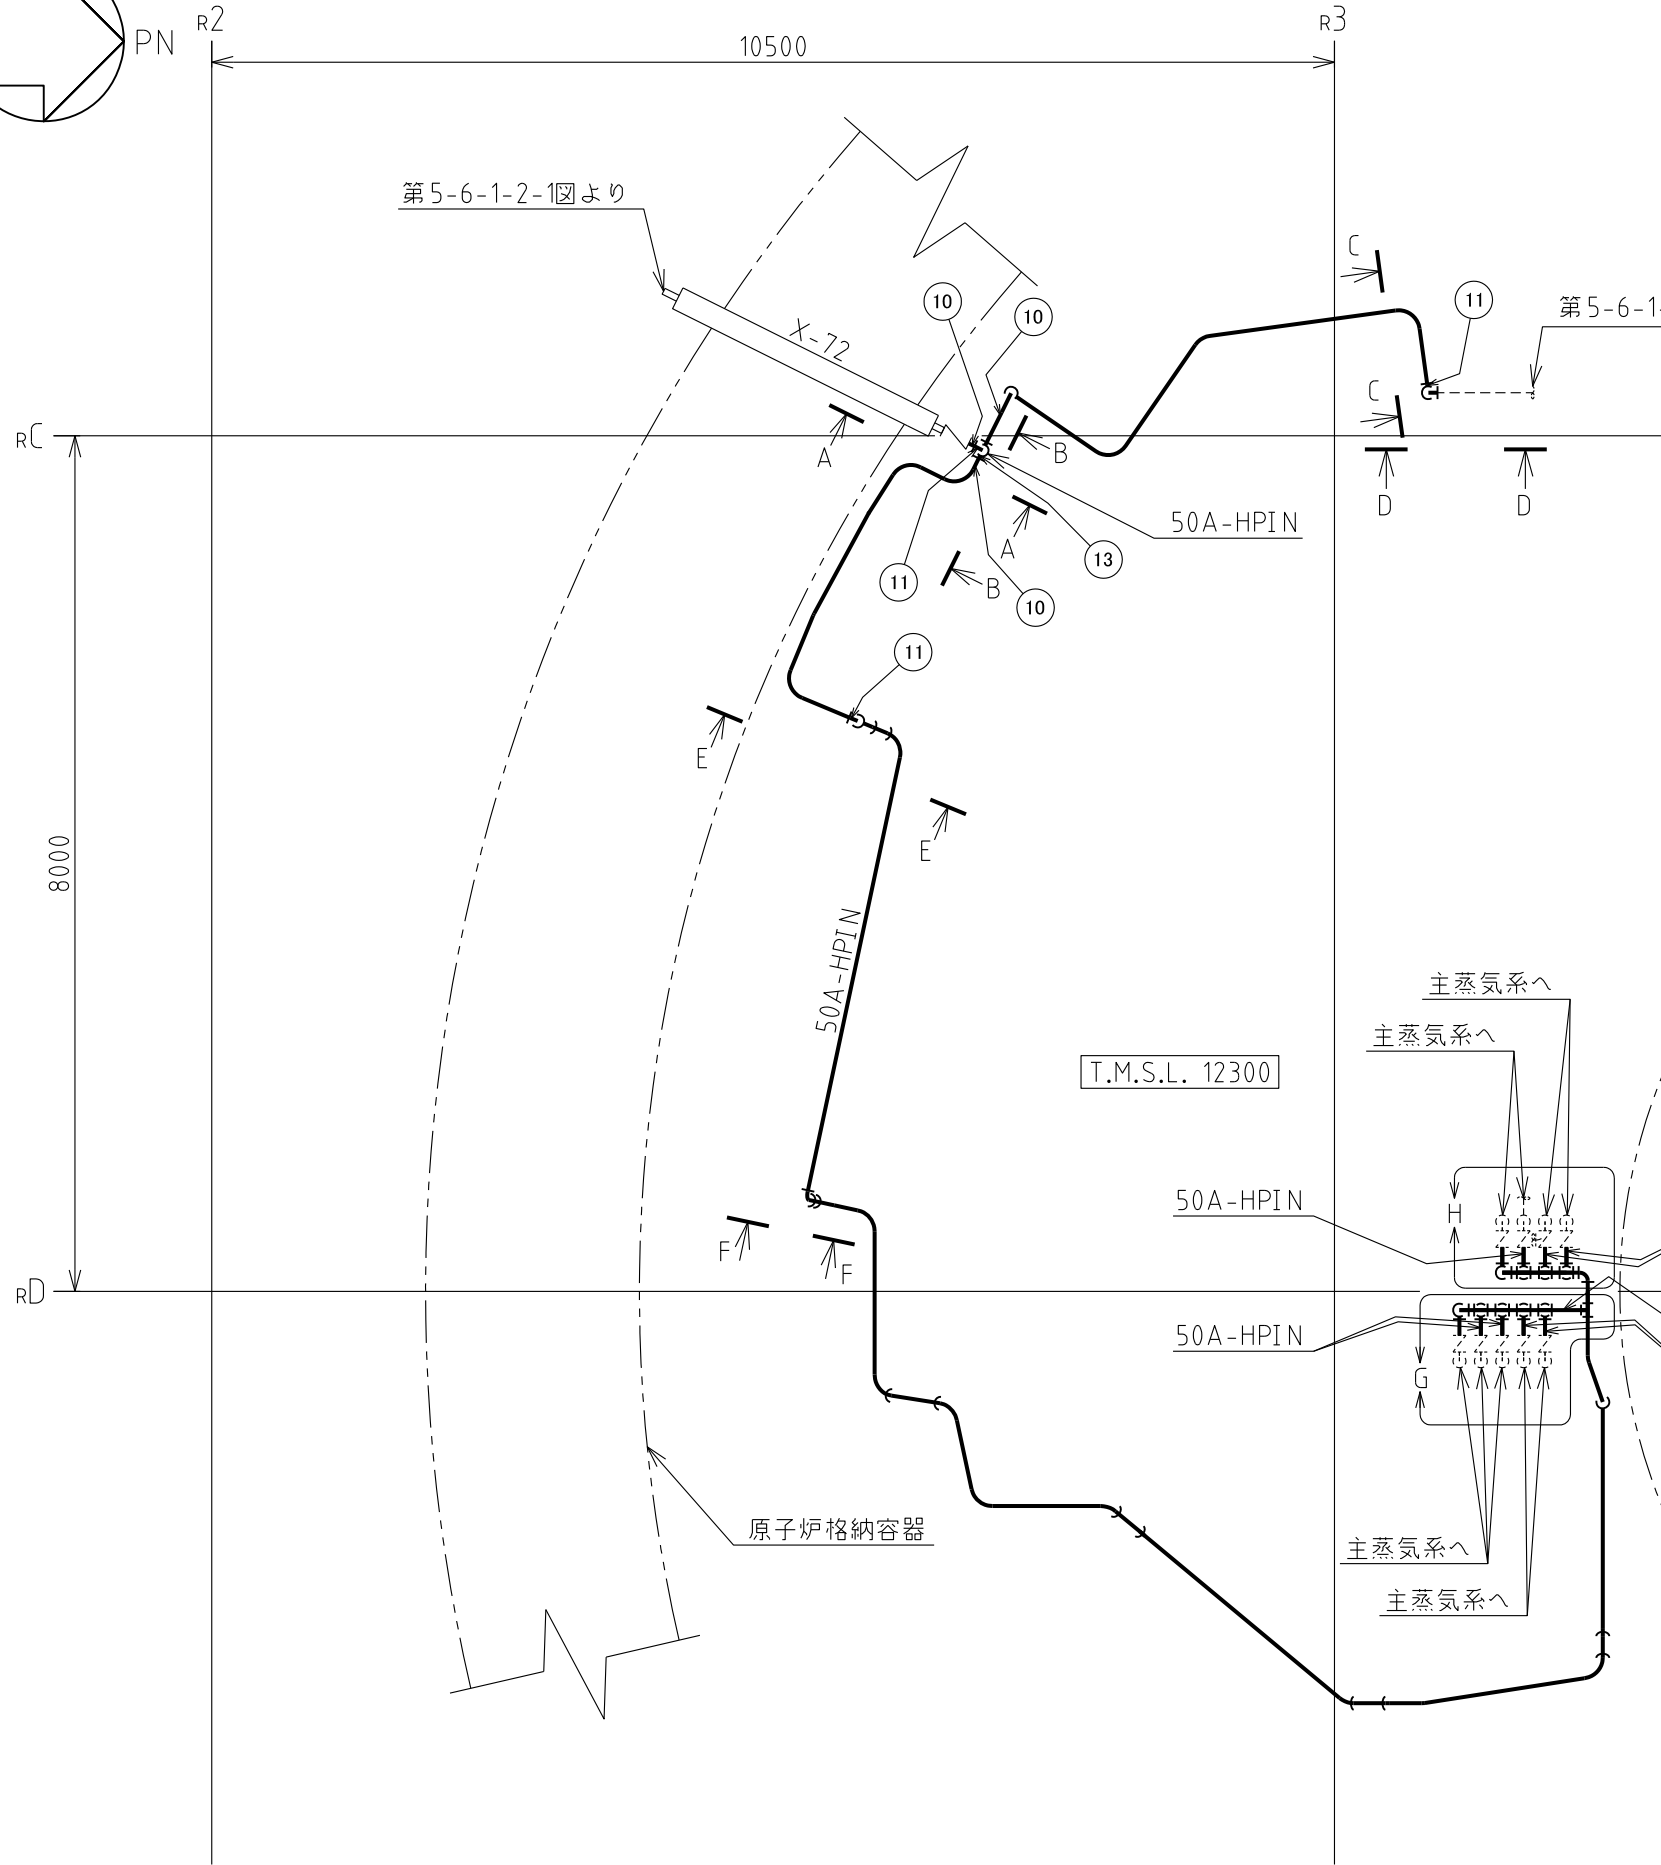 PN
R2
R3
10500
第5-6-1-2-1図より
X-72
10
10
C
11
第5-6-1-
C
RC
A
B
D
D
50A-HPIN
A
13
11
B
10
11
E
E
8000
50A-HPIN
主蒸気系へ
主蒸気系へ
T.M.S.L. 12300
50A-HPIN
H
F
F
RD
50A-HPIN
G
原子炉格納容器
主蒸気系へ
主蒸気系へ